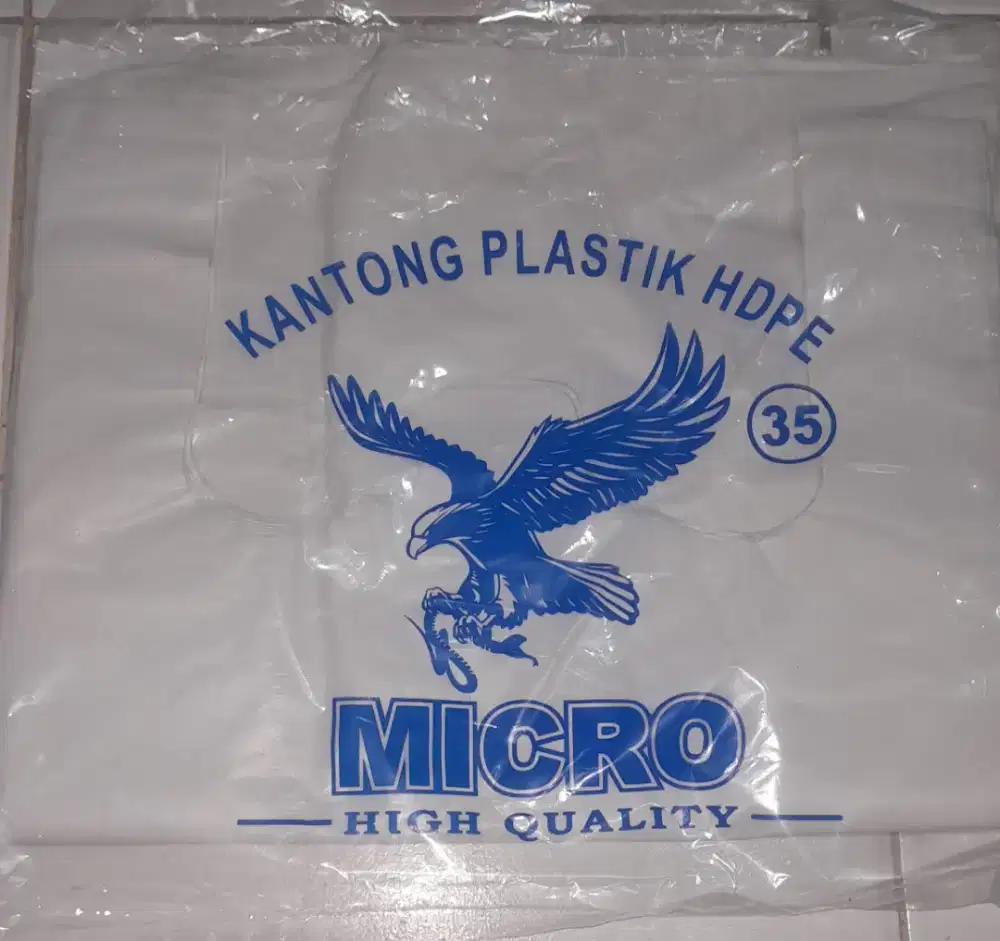 KANTONG PLASTIK HDPE
35
MICRO
HIGH QUALITY